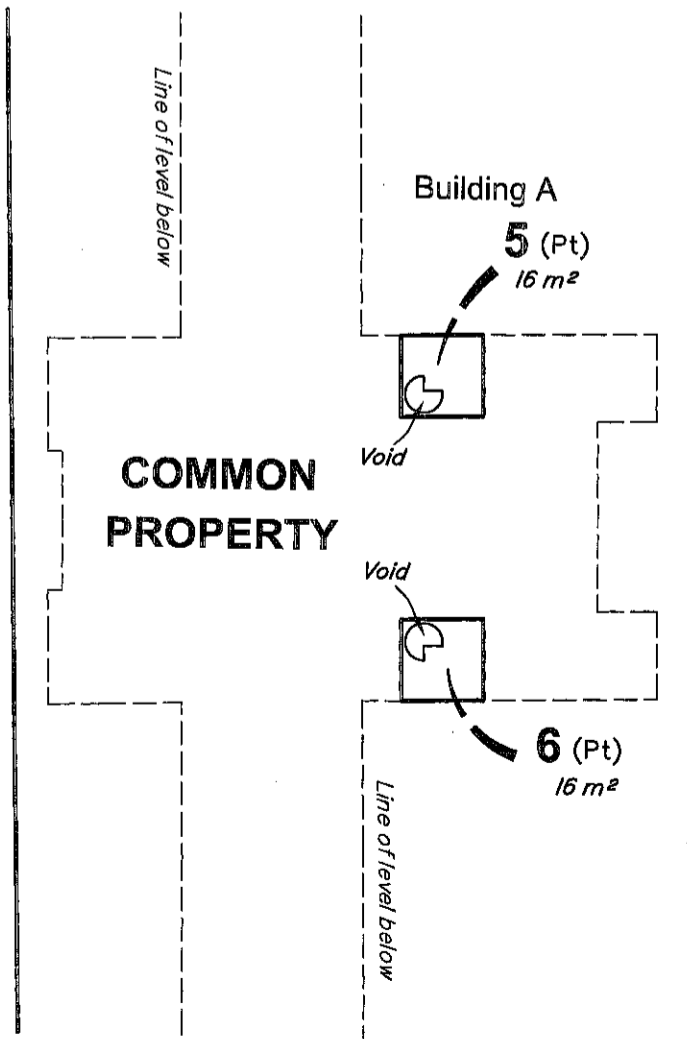 Line of level below
Building A
5 (Pt)
16 m²
Void
COMMON
PROPERTY
Void
6 (Pt)
16 m²
Line of level below